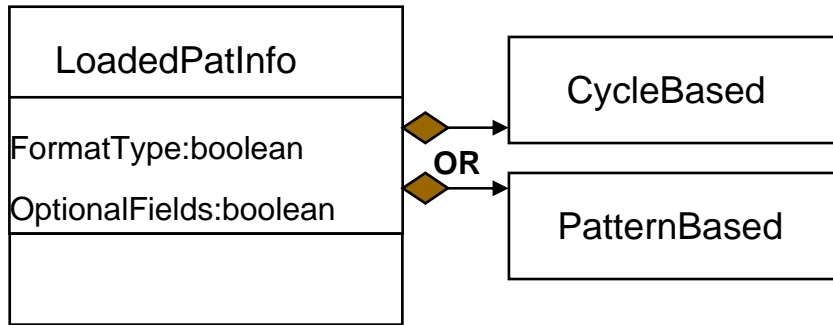 LoadedPatInfo
FormatType:boolean
OptionalFields:boolean
CycleBased
OR
PatternBased